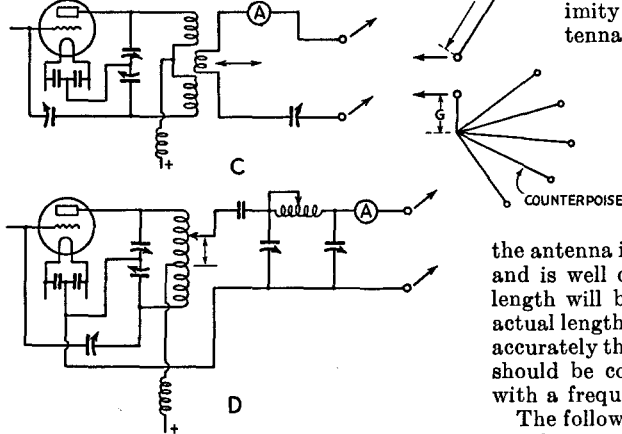 imity
tenna
A
+
C
G
COUNTERPOISE
A
+
D
the antenna i
and is well c
length will b
actual length
accurately th
should be co
with a frequ
The follow